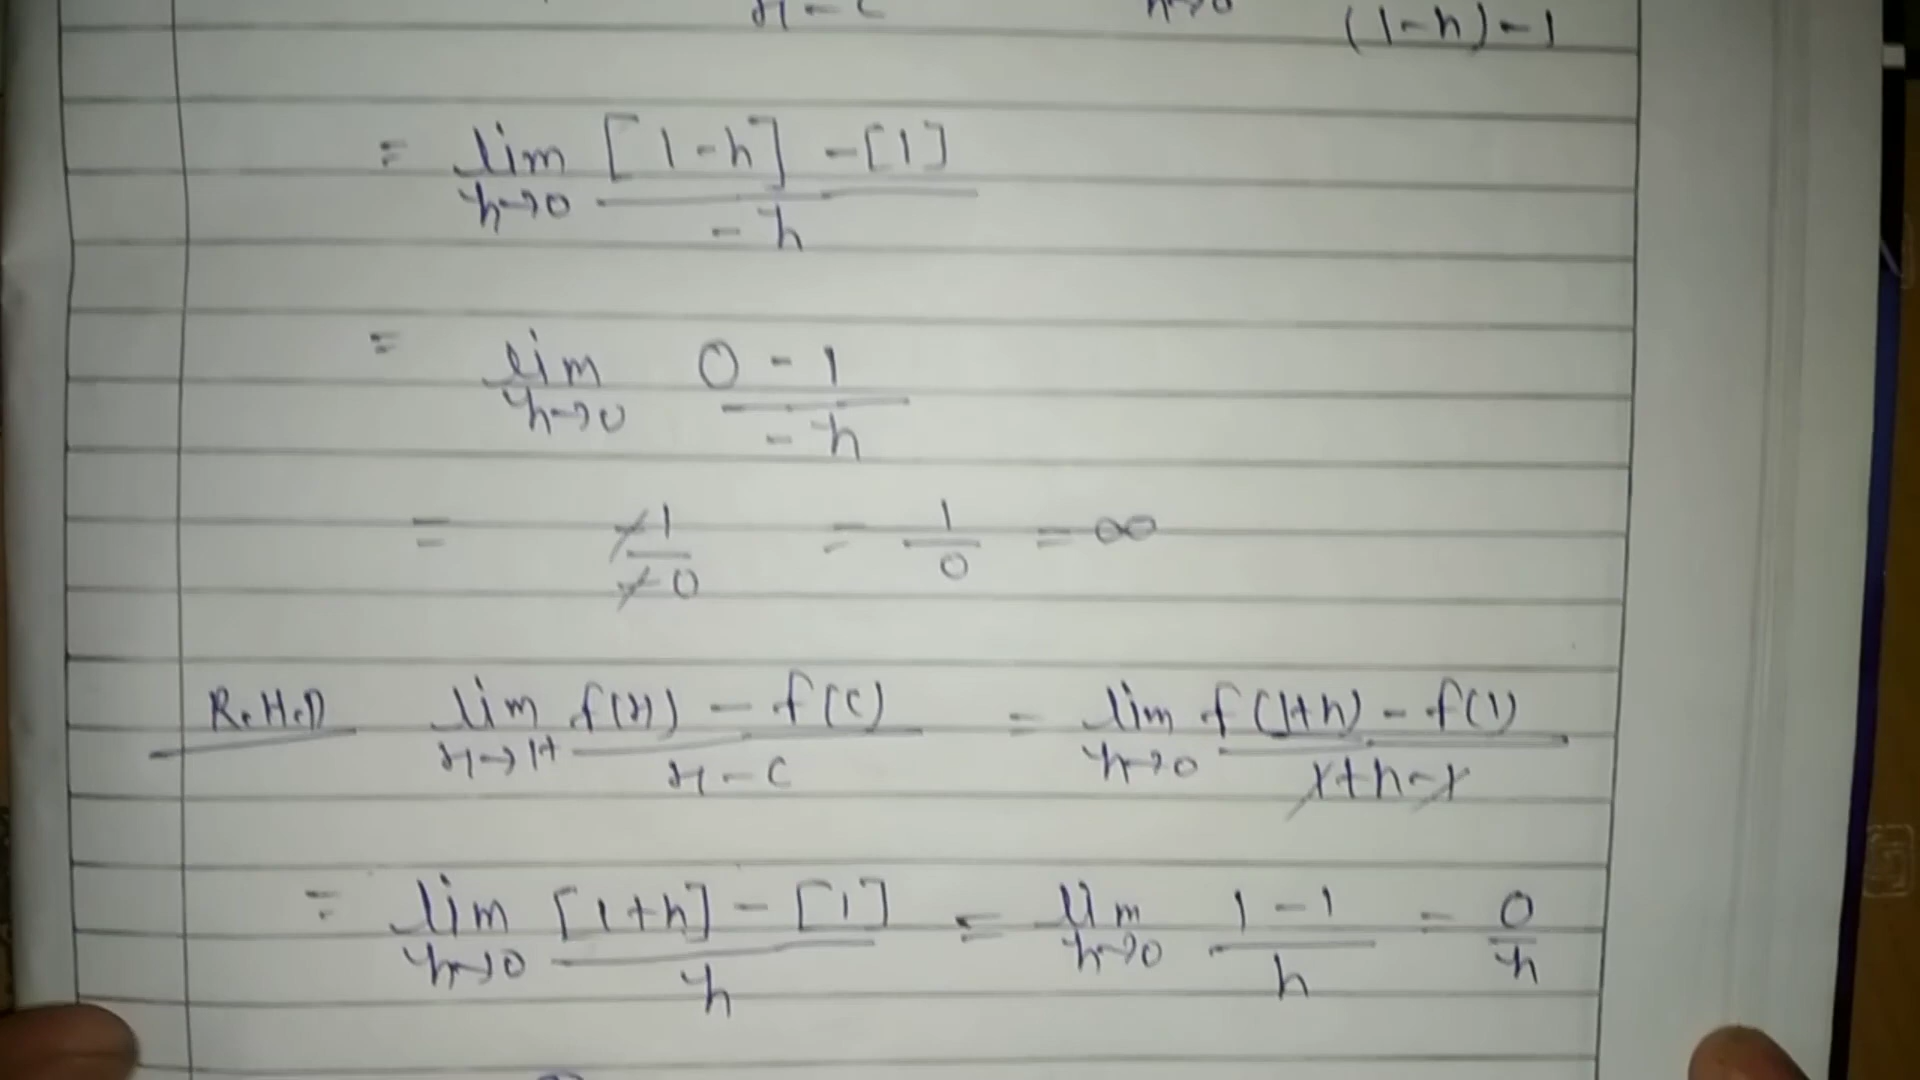 x - c h→0 (1-h)-1
= lim [1-h] - [1]
h→0 -h
= lim 0 - 1
h→0 -h
= -1/-0 = 1/0 = ∞
R.H.D lim f(x) - f(c) = lim f(1+h) - f(1)
x→1+ x - c h→0 1+h-1
= lim [1+h] - [1] = lim 1-1 = 0
h→0 h h→0 h h